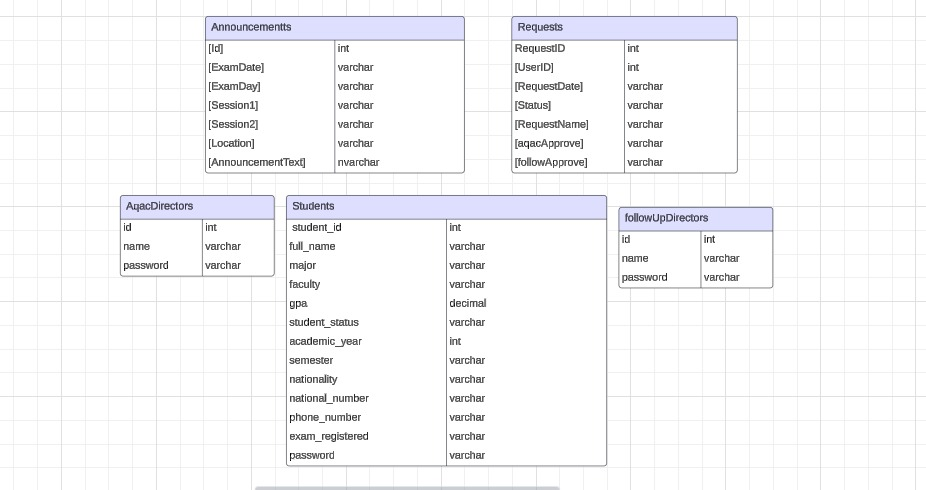 Announcementts
[Id] int
[ExamDate] varchar
[ExamDay] varchar
[Session1] varchar
[Session2] varchar
[Location] varchar
[AnnouncementText] nvarchar
Requests
RequestID int
[UserID] int
[RequestDate] varchar
[Status] varchar
[RequestName] varchar
[aqacApprove] varchar
[followApprove] varchar
AqacDirectors
id int
name varchar
password varchar
Students
student_id int
full_name varchar
major varchar
faculty varchar
gpa decimal
student_status varchar
academic_year int
semester varchar
nationality varchar
national_number varchar
phone_number varchar
exam_registered varchar
password varchar
followUpDirectors
id int
name varchar
password varchar